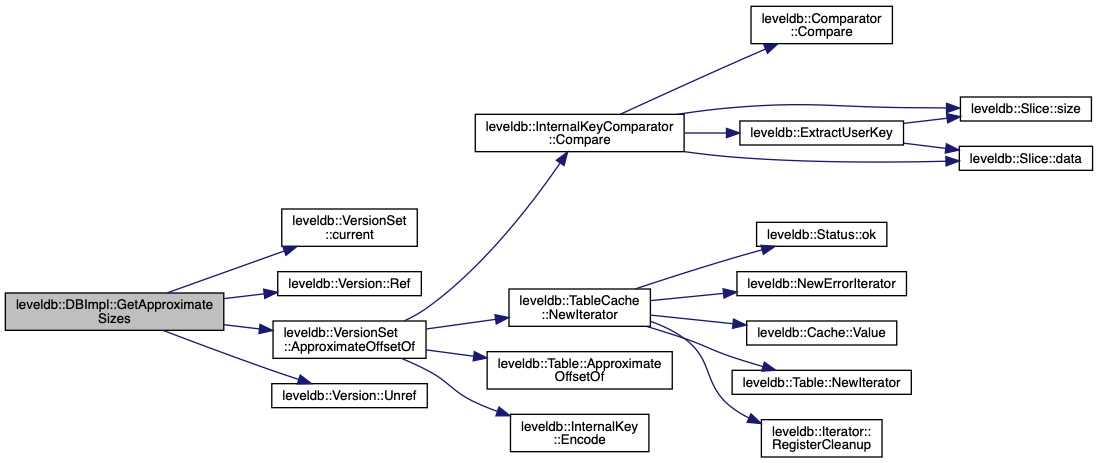 leveldb::DBImpl::GetApproximate
Sizes
leveldb::VersionSet
::current
leveldb::Version::Ref
leveldb::VersionSet
::ApproximateOffsetOf
leveldb::Version::Unref
leveldb::InternalKeyComparator
::Compare
leveldb::TableCache
::NewIterator
leveldb::Table::Approximate
OffsetOf
leveldb::InternalKey
::Encode
leveldb::Comparator
::Compare
leveldb::ExtractUserKey
leveldb::Slice::size
leveldb::Slice::data
leveldb::Status::ok
leveldb::NewErrorIterator
leveldb::Cache::Value
leveldb::Table::NewIterator
leveldb::Iterator::
RegisterCleanup